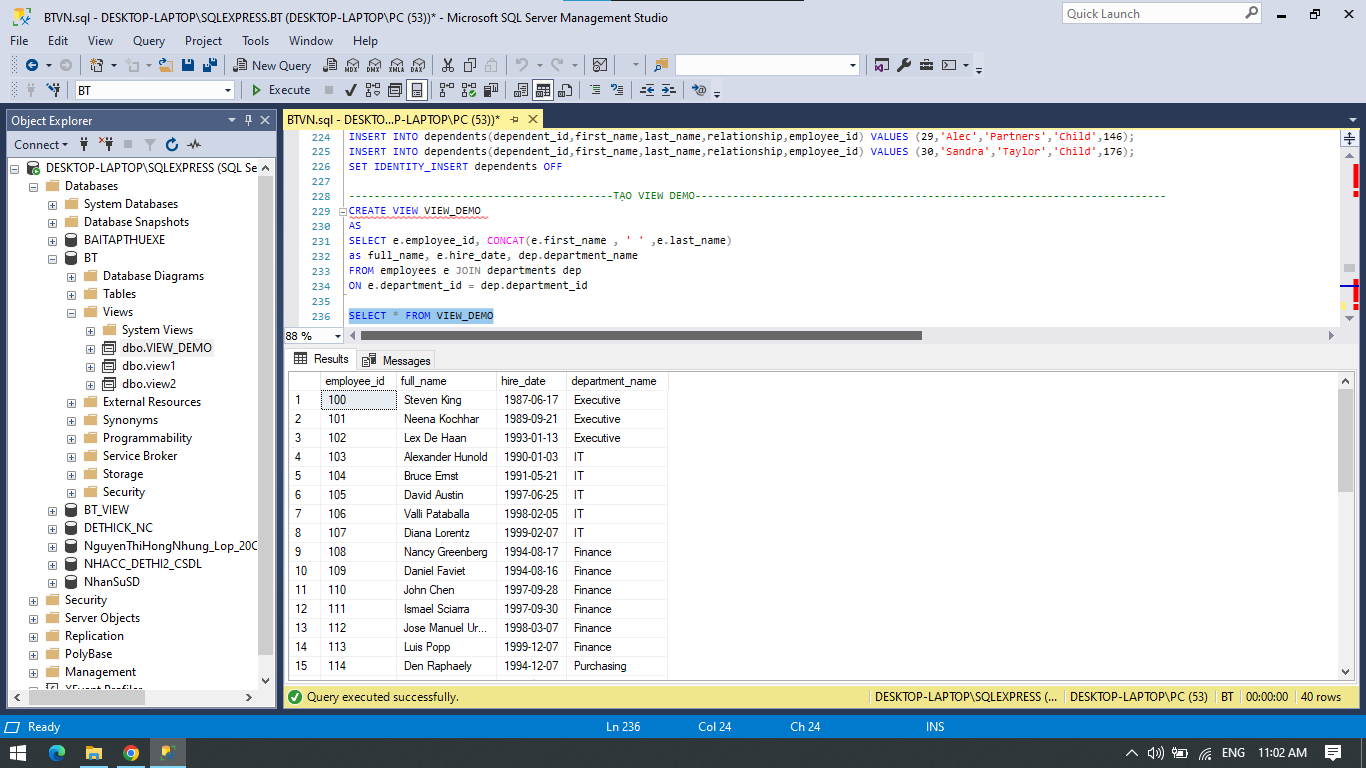 BTVN.sql - DESKTOP-LAPTOP\SQLEXPRESS.BT (DESKTOP-LAPTOP\PC (53))* - Microsoft SQL Server Management Studio
Quick Launch
File Edit View Query Project Tools Window Help
New Query
MDX DMX XMLA DAX
BT Execute
Object Explorer
Connect
DESKTOP-LAPTOP\SQLEXPRESS (SQL Se
Databases
System Databases
Database Snapshots
BAITAPTHUEXE
BT
Database Diagrams
Tables
Views
System Views
dbo.VIEW_DEMO
dbo.view1
dbo.view2
External Resources
Synonyms
Programmability
Service Broker
Storage
Security
BT_VIEW
DETHICK_NC
NguyenThiHongNhung_Lop_20C
NHACC_DETHI2_CSDL
NhanSuSD
Security
Server Objects
Replication
PolyBase
Management
XEvent Profiler
BTVN.sql - DESKTO...P-LAPTOP\PC (53))*
224 INSERT INTO dependents(dependent_id,first_name,last_name,relationship,employee_id) VALUES (29,'Alec','Partners','Child',146);
225 INSERT INTO dependents(dependent_id,first_name,last_name,relationship,employee_id) VALUES (30,'Sandra','Taylor','Child',176);
226 SET IDENTITY_INSERT dependents OFF
227
228 ------------------------------------------TẠO VIEW DEMO---------------------------------------------------------------------------
229 CREATE VIEW VIEW_DEMO
230 AS
231 SELECT e.employee_id, CONCAT(e.first_name , ' ' ,e.last_name)
232 as full_name, e.hire_date, dep.department_name
233 FROM employees e JOIN departments dep
234 ON e.department_id = dep.department_id
235
236 SELECT * FROM VIEW_DEMO
88 %
Results Messages
employee_id full_name hire_date department_name
1 100 Steven King 1987-06-17 Executive
2 101 Neena Kochhar 1989-09-21 Executive
3 102 Lex De Haan 1993-01-13 Executive
4 103 Alexander Hunold 1990-01-03 IT
5 104 Bruce Ernst 1991-05-21 IT
6 105 David Austin 1997-06-25 IT
7 106 Valli Pataballa 1998-02-05 IT
8 107 Diana Lorentz 1999-02-07 IT
9 108 Nancy Greenberg 1994-08-17 Finance
10 109 Daniel Faviet 1994-08-16 Finance
11 110 John Chen 1997-09-28 Finance
12 111 Ismael Sciarra 1997-09-30 Finance
13 112 Jose Manuel Ur... 1998-03-07 Finance
14 113 Luis Popp 1999-12-07 Finance
15 114 Den Raphaely 1994-12-07 Purchasing
Query executed successfully. DESKTOP-LAPTOP\SQLEXPRESS (... DESKTOP-LAPTOP\PC (53) BT 00:00:00 40 rows
Ready Ln 236 Col 24 Ch 24 INS
ENG 11:02 AM